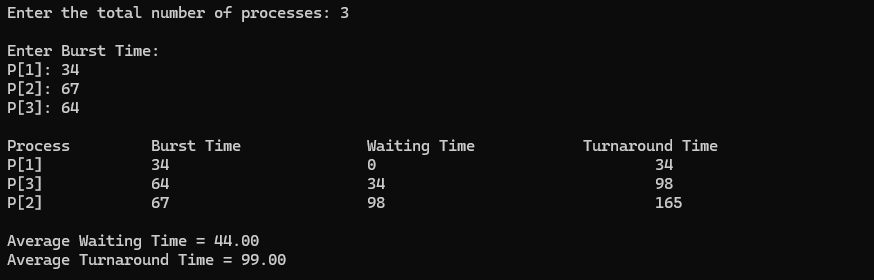 Enter the total number of processes: 3
Enter Burst Time:
P[1]: 34
P[2]: 67
P[3]: 64
Process Burst Time Waiting Time Turnaround Time
P[1] 34 0 34
P[3] 64 34 98
P[2] 67 98 165
Average Waiting Time = 44.00
Average Turnaround Time = 99.00